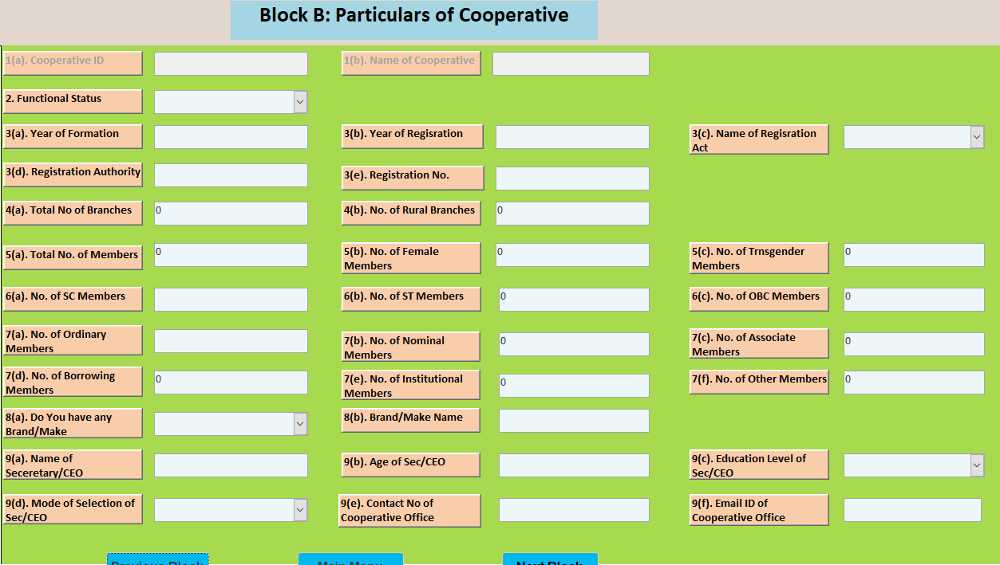 Block B: Particulars of Cooperative
1(a). Cooperative ID
1(b). Name of Cooperative
2. Functional Status
3(a). Year of Formation
3(b). Year of Regisration
3(c). Name of Regisration
Act
3(d). Registration Authority
3(e). Registration No.
4(a). Total No of Branches
0
4(b). No. of Rural Branches
0
5(a). Total No. of Members
0
5(b). No. of Female
Members
0
5(c). No. of Trnsgender
Members
0
6(a). No. of SC Members
6(b). No. of ST Members
0
6(c). No. of OBC Members
0
7(a). No. of Ordinary
Members
7(b). No. of Nominal
Members
0
7(c). No. of Associate
Members
0
7(d). No. of Borrowing
Members
0
7(e). No. of Institutional
Members
0
7(f). No. of Other Members
0
8(a). Do You have any
Brand/Make
8(b). Brand/Make Name
9(a). Name of
Seceretary/CEO
9(b). Age of Sec/CEO
9(c). Education Level of
Sec/CEO
9(d). Mode of Selection of
Sec/CEO
9(e). Contact No of
Cooperative Office
9(f). Email ID of
Cooperative Office
Previous Block
Main Menu
Next Block